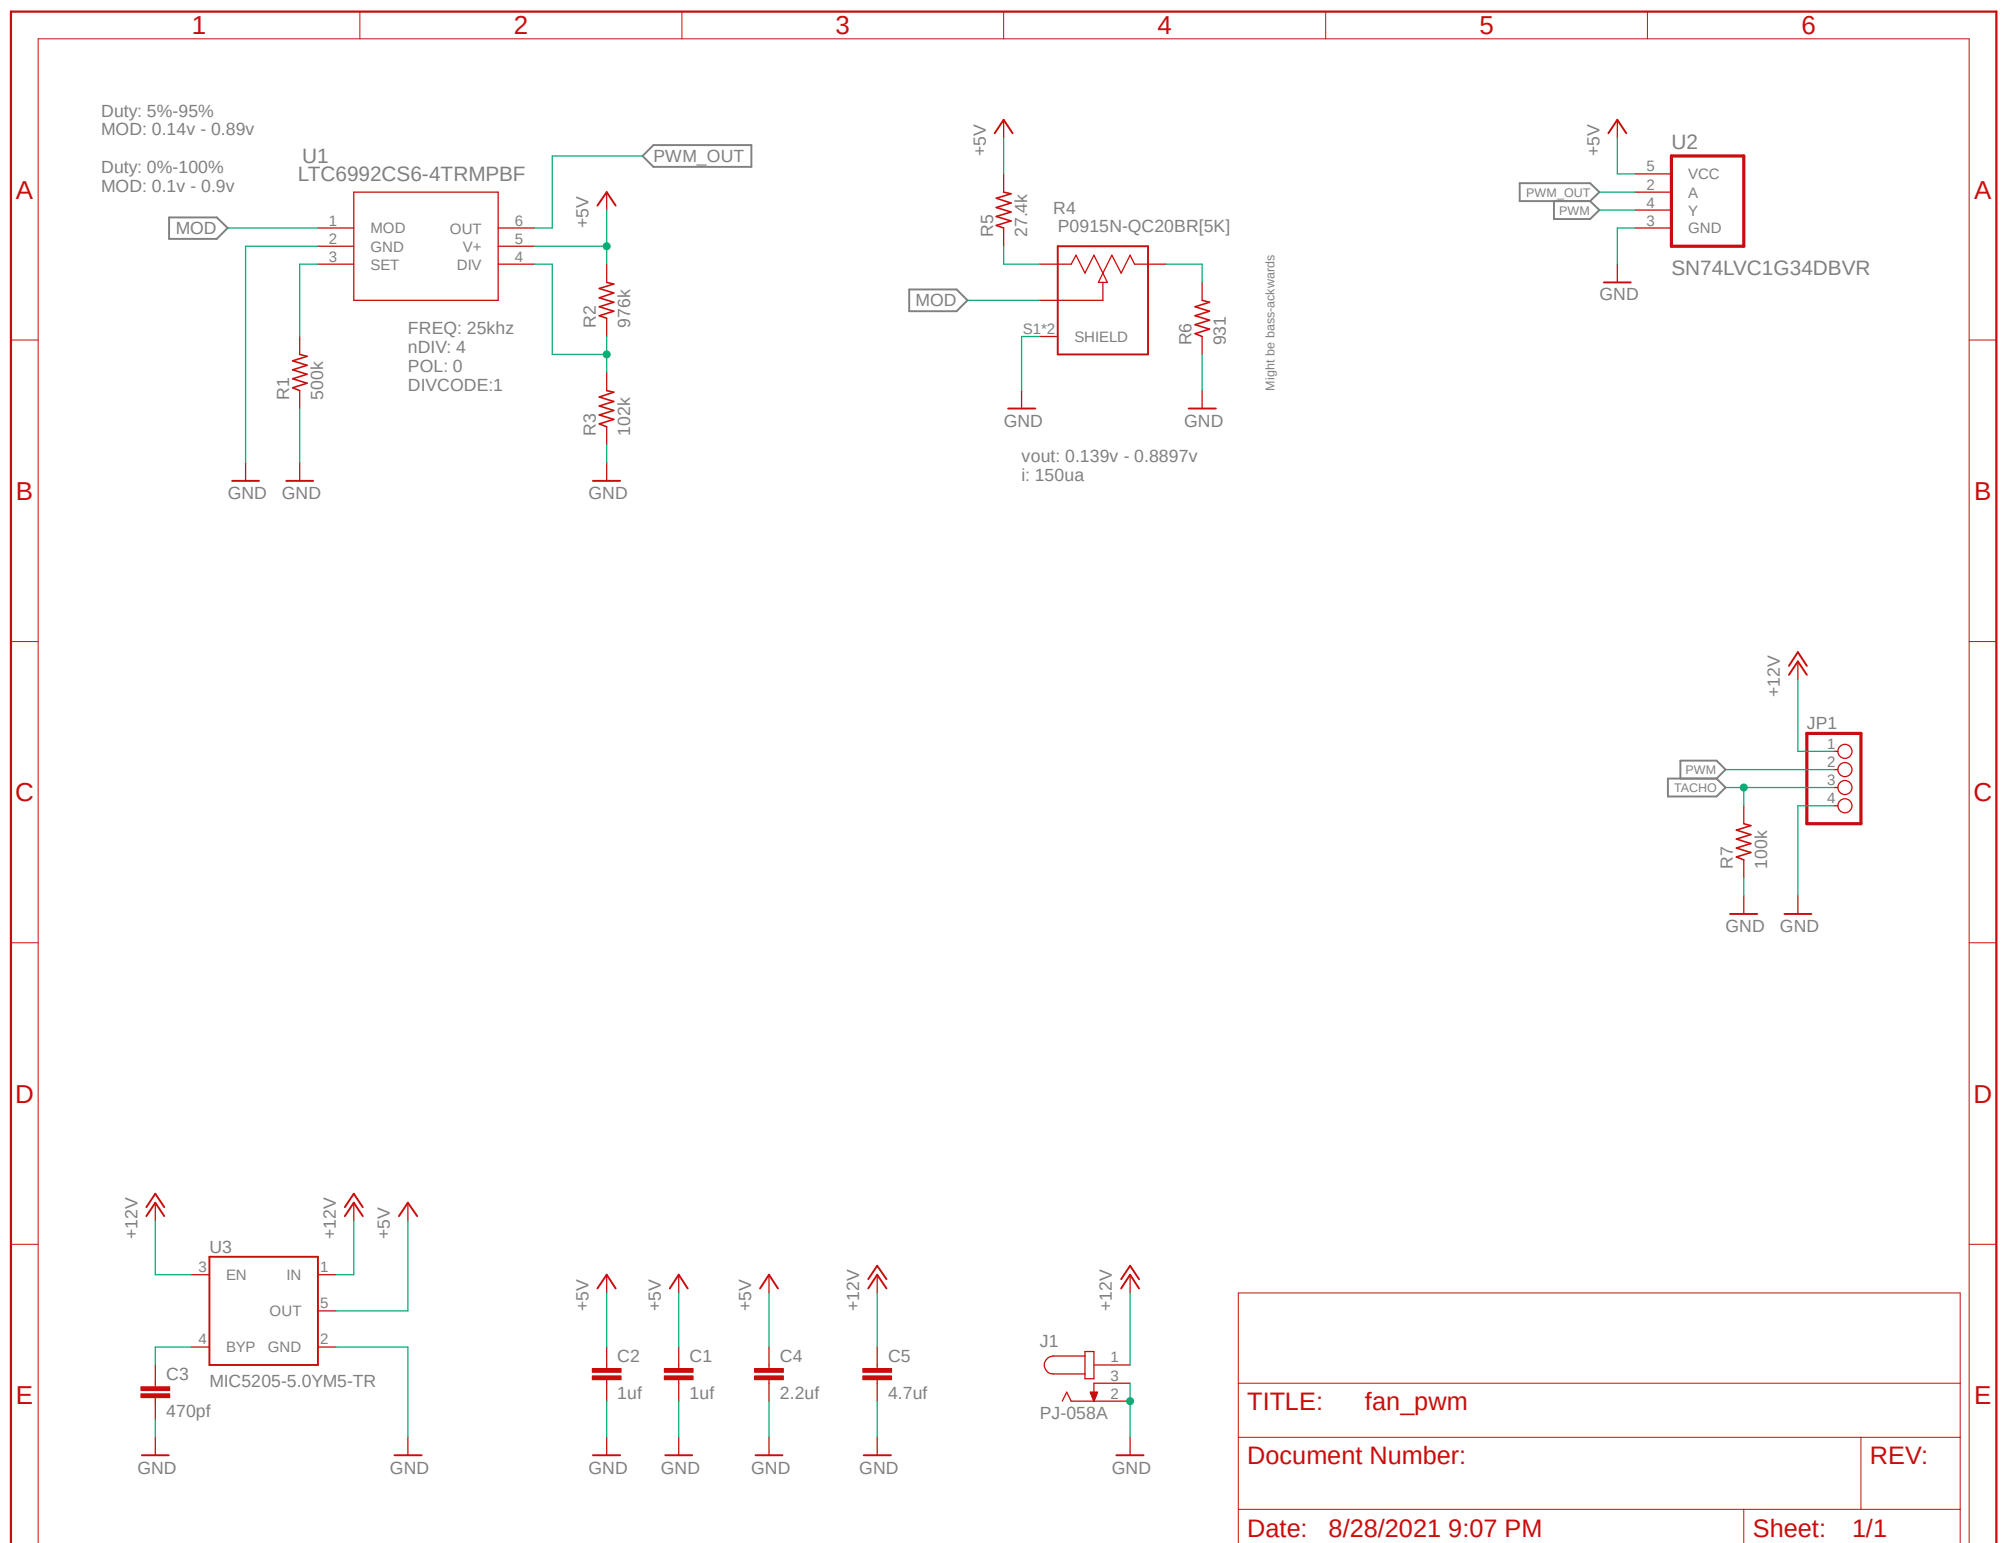 1 2 3 4 5 6
A
B
C
D
E
A
B
C
D
E
Duty: 5%-95%
MOD: 0.14v - 0.89v
Duty: 0%-100%
MOD: 0.1v - 0.9v
U1
LTC6992CS6-4TRMPBF
PWM_OUT
MOD
1 MOD OUT 6
2 GND V+ 5
3 SET DIV 4
+5V
R2
976k
R1
500k
R3
102k
FREQ: 25khz
nDIV: 4
POL: 0
DIVCODE:1
GND GND GND
+5V
R5
27.4k
R4
P0915N-QC20BR[5K]
MOD
S1*2
SHIELD
R6
931
Might be bass-ackwards
GND GND
vout: 0.139v - 0.8897v
i: 150ua
+5V
U2
5 VCC
PWM_OUT 2 A
PWM 4 Y
3 GND
SN74LVC1G34DBVR
GND
+12V
JP1
1
PWM 2
TACHO 3
4
R7
100k
GND GND
+12V +12V +5V
U3
3 EN IN 1
OUT 5
4 BYP GND 2
MIC5205-5.0YM5-TR
C3
470pf
GND GND
+5V +5V +5V +12V
C2 C1 C4 C5
1uf 1uf 2.2uf 4.7uf
GND GND GND GND
+12V
J1
1
3
2
PJ-058A
GND
TITLE: fan_pwm
Document Number:
REV:
Date: 8/28/2021 9:07 PM
Sheet: 1/1